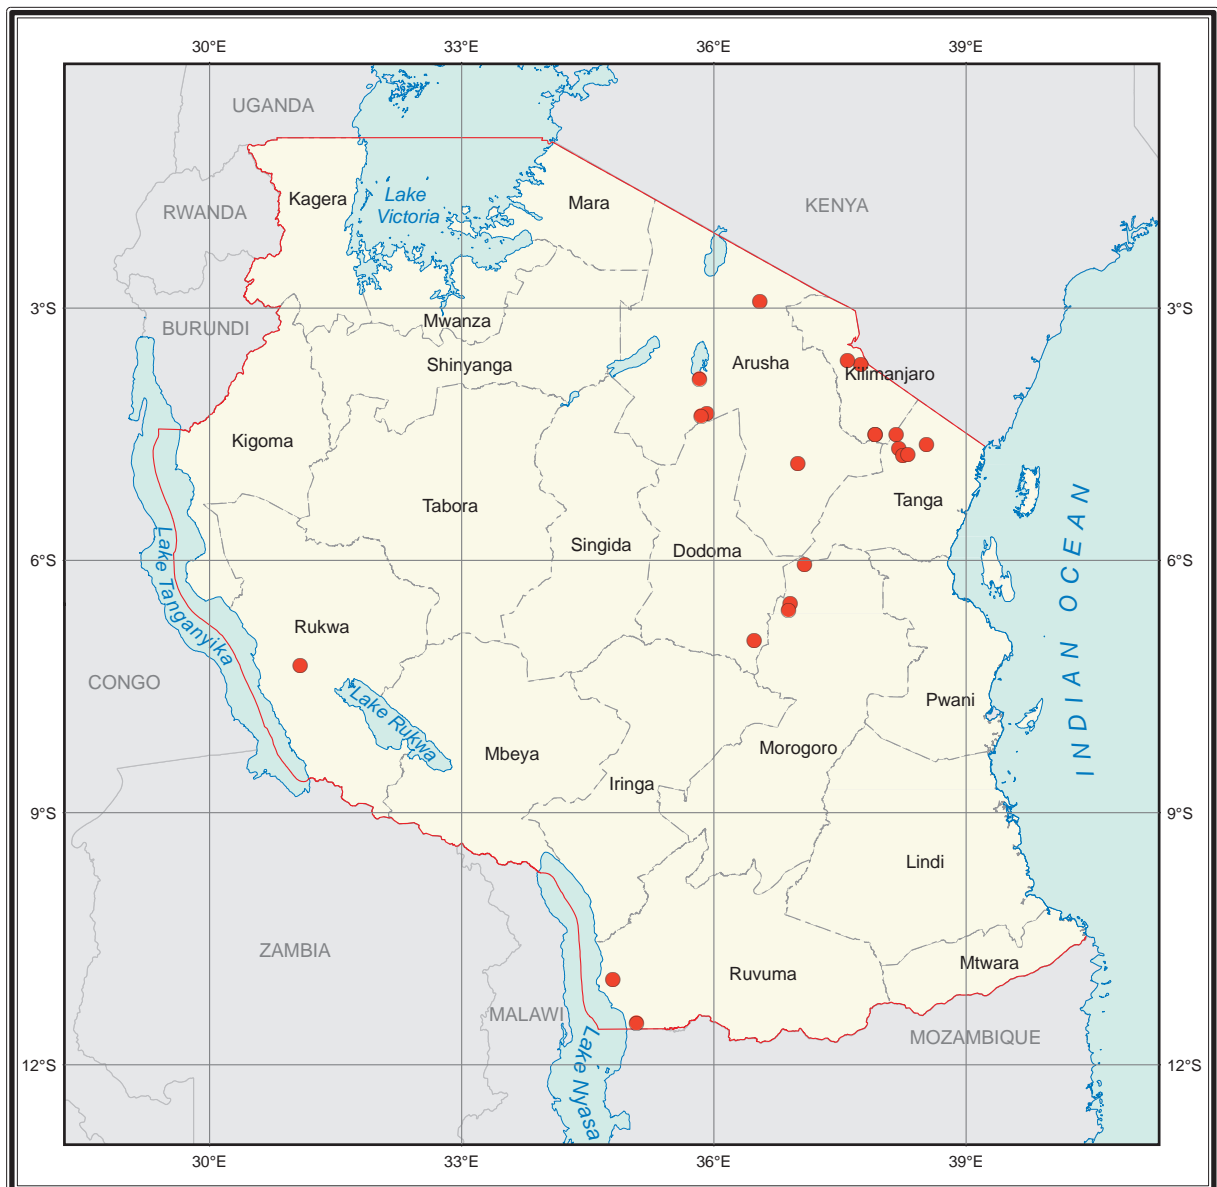 30°E 33°E 36°E 39°E
UGANDA
Kagera
Lake
Victoria
Mara
KENYA
RWANDA
3°S 3°S
BURUNDI
Mwanza
Shinyanga
Arusha
Kilimanjaro
Kigoma
Tabora
Tanga
Singida
Dodoma
6°S 6°S
Lake Tanganyika
INDIAN OCEAN
Rukwa
CONGO
Lake Rukwa
Pwani
Mbeya
Morogoro
Iringa
9°S 9°S
Lindi
ZAMBIA
Mtwara
Ruvuma
MALAWI
MOZAMBIQUE
Lake Nyasa
12°S 12°S
30°E 33°E 36°E 39°E